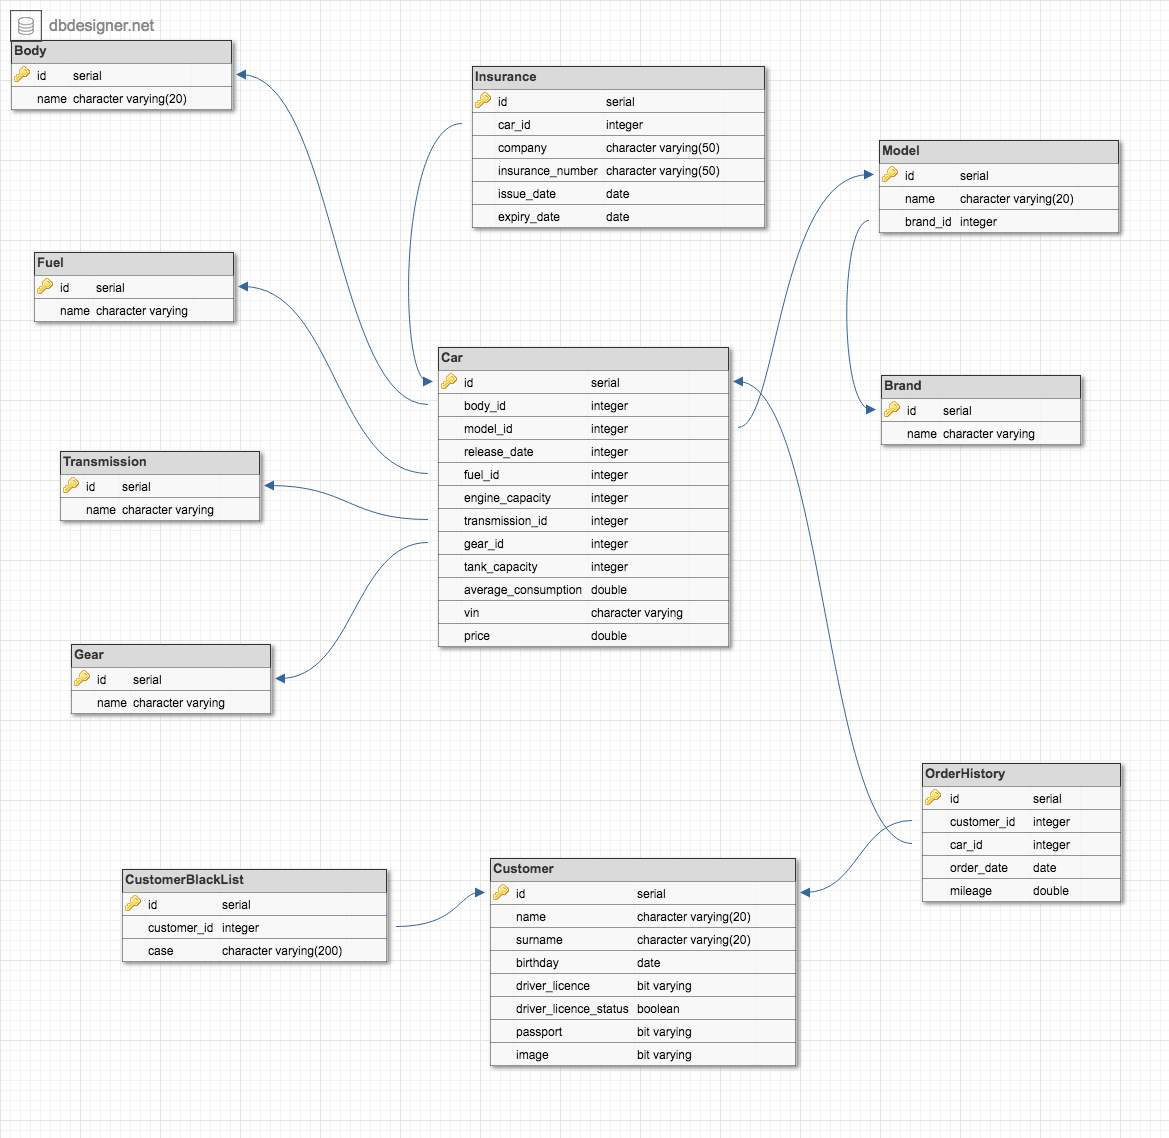 dbdesigner.net
Body
id serial
name character varying(20)
Insurance
id serial
car_id integer
company character varying(50)
insurance_number character varying(50)
issue_date date
expiry_date date
Model
id serial
name character varying(20)
brand_id integer
Fuel
id serial
name character varying
Car
id serial
body_id integer
model_id integer
release_date integer
fuel_id integer
engine_capacity integer
transmission_id integer
gear_id integer
tank_capacity integer
average_consumption double
vin character varying
price double
Brand
id serial
name character varying
Transmission
id serial
name character varying
Gear
id serial
name character varying
OrderHistory
id serial
customer_id integer
car_id integer
order_date date
mileage double
CustomerBlackList
id serial
customer_id integer
case character varying(200)
Customer
id serial
name character varying(20)
surname character varying(20)
birthday date
driver_licence bit varying
driver_licence_status boolean
passport bit varying
image bit varying